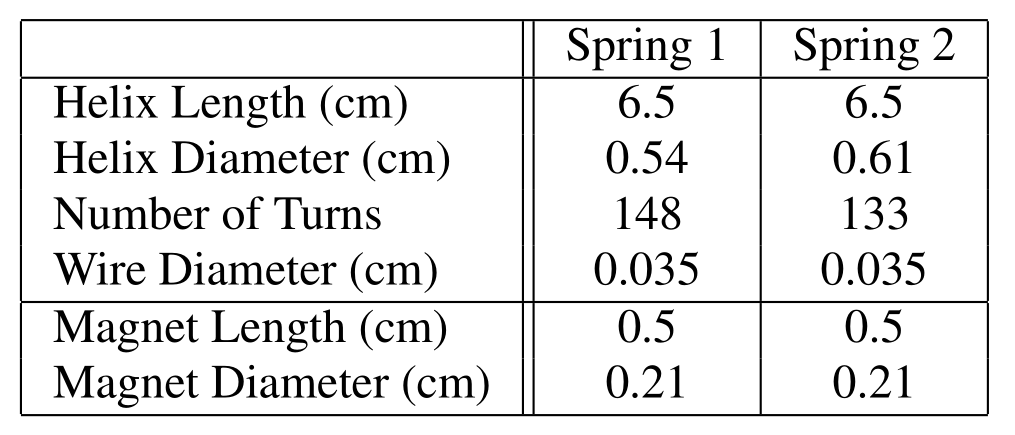 Spring 1 Spring 2
Helix Length (cm) 6.5 6.5
Helix Diameter (cm) 0.54 0.61
Number of Turns 148 133
Wire Diameter (cm) 0.035 0.035
Magnet Length (cm) 0.5 0.5
Magnet Diameter (cm) 0.21 0.21